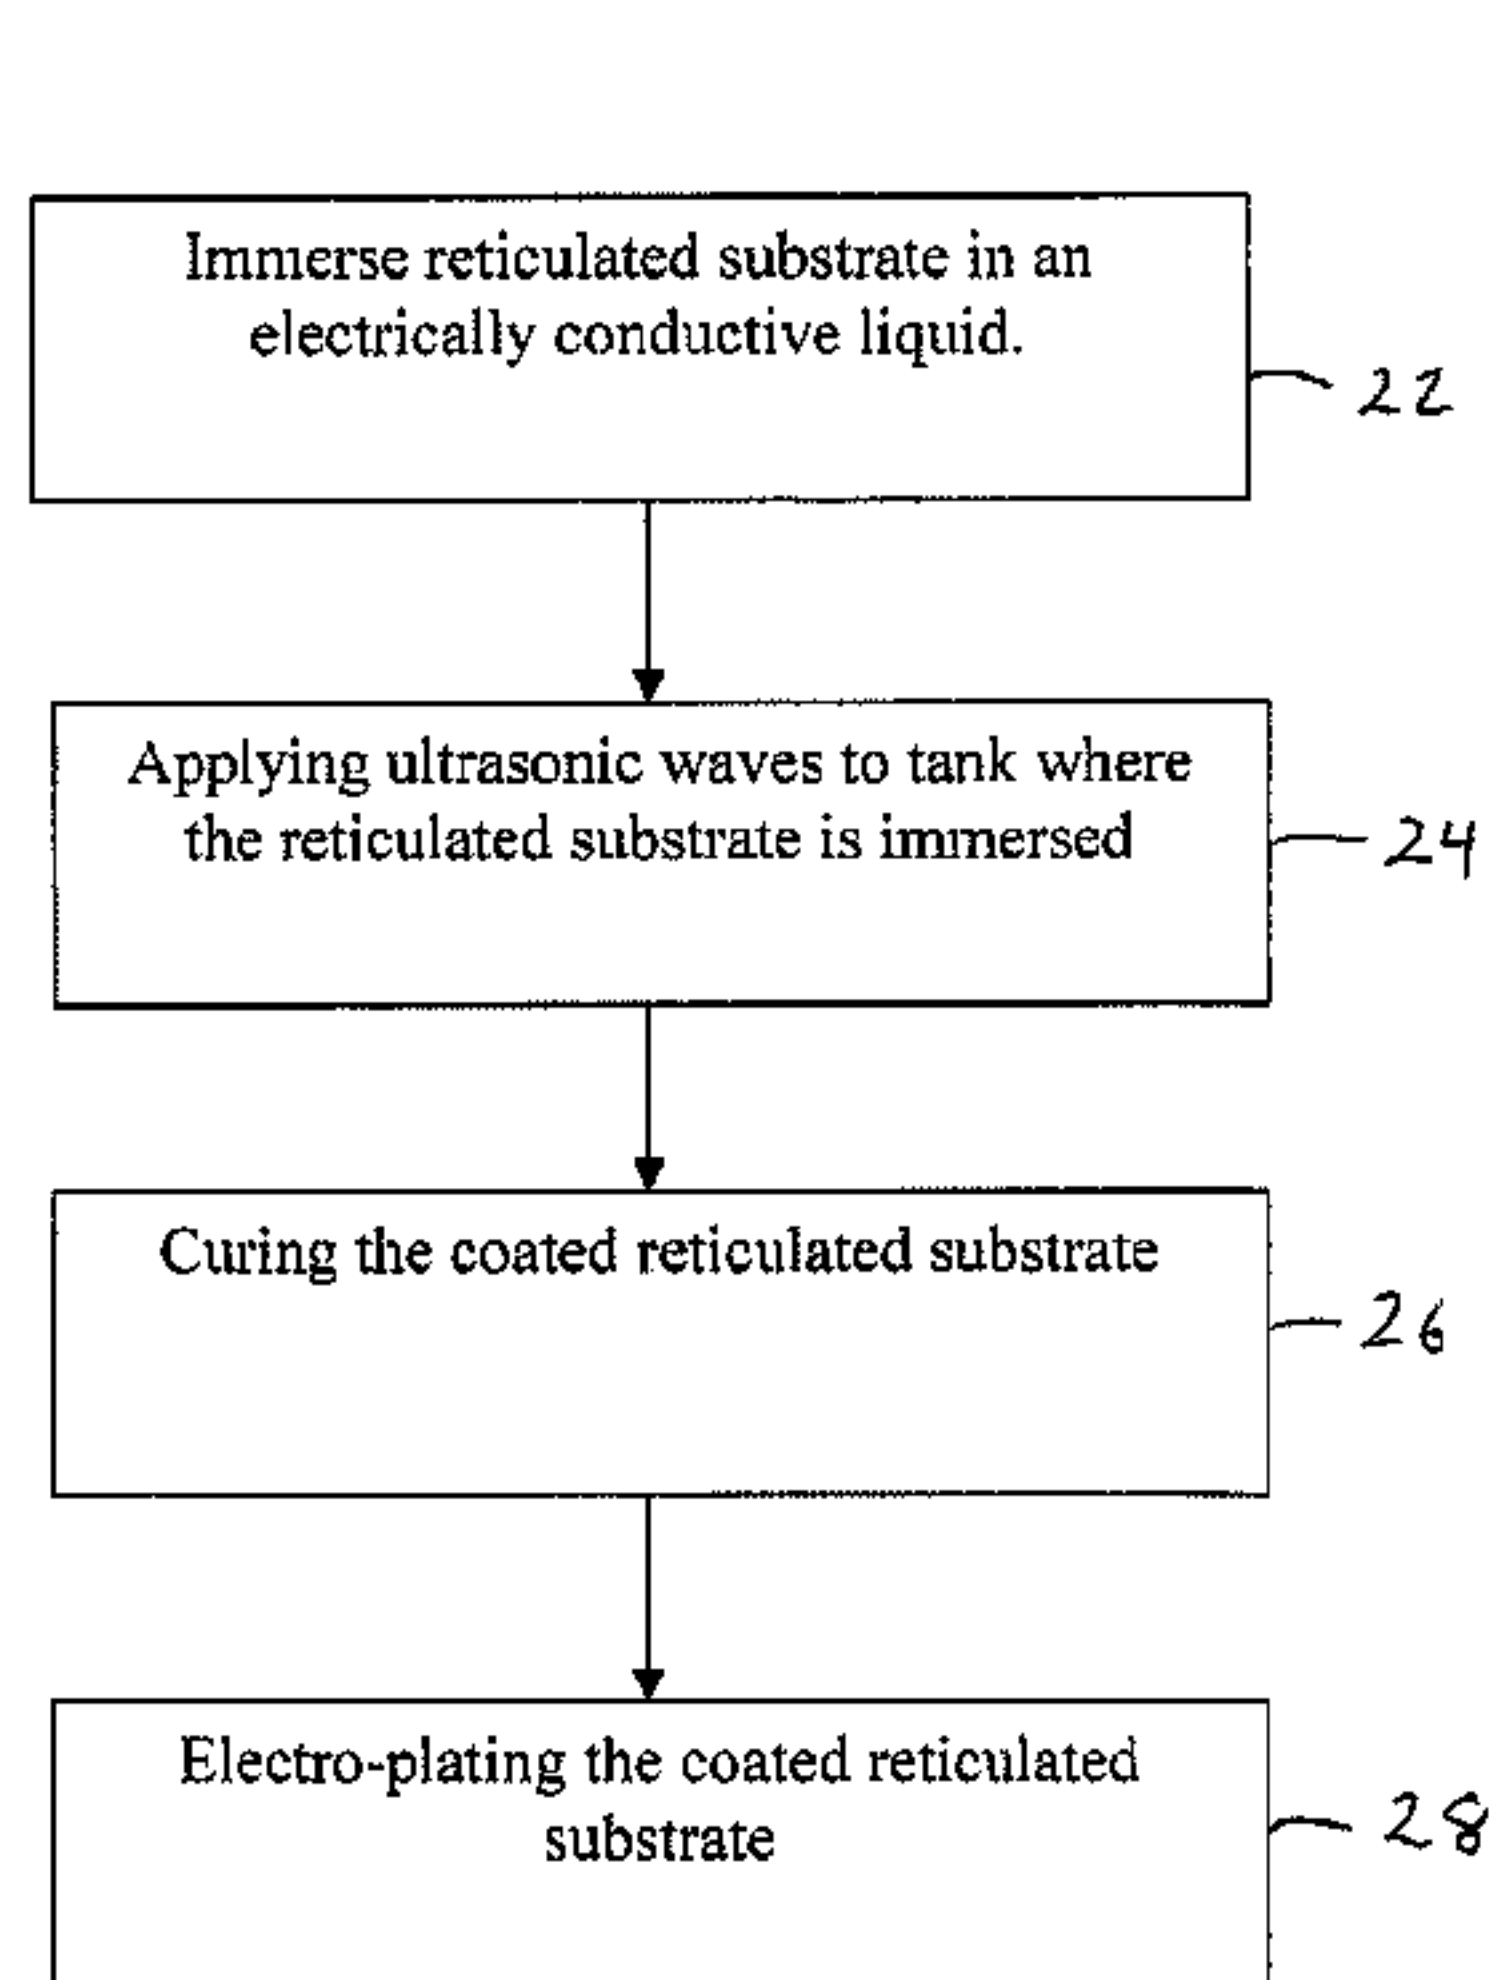 Immerse reticulated substrate in an
electrically conductive liquid.
22
Applying ultrasonic waves to tank where
the reticulated substrate is immersed
24
Curing the coated reticulated substrate
26
Electro-plating the coated reticulated
substrate
28